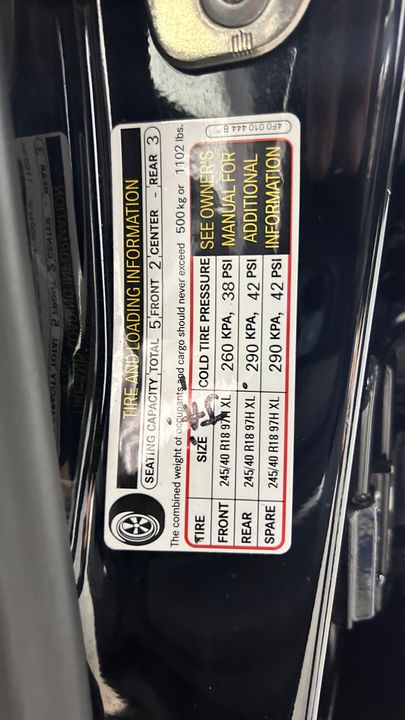 TIRE AND LOADING INFORMATION
SEATING CAPACITY TOTAL 5 FRONT 2 CENTER - REAR 3
The combined weight of occupants and cargo should never exceed 500 kg or 1102 lbs.
TIRE SIZE COLD TIRE PRESSURE
FRONT 245/40 R18 97H XL 260 KPA, 38 PSI
REAR 245/40 R18 97H XL 290 KPA, 42 PSI
SPARE 245/40 R18 97H XL 290 KPA, 42 PSI
SEE OWNER'S
MANUAL FOR
ADDITIONAL
INFORMATION
4F0 010 444 B